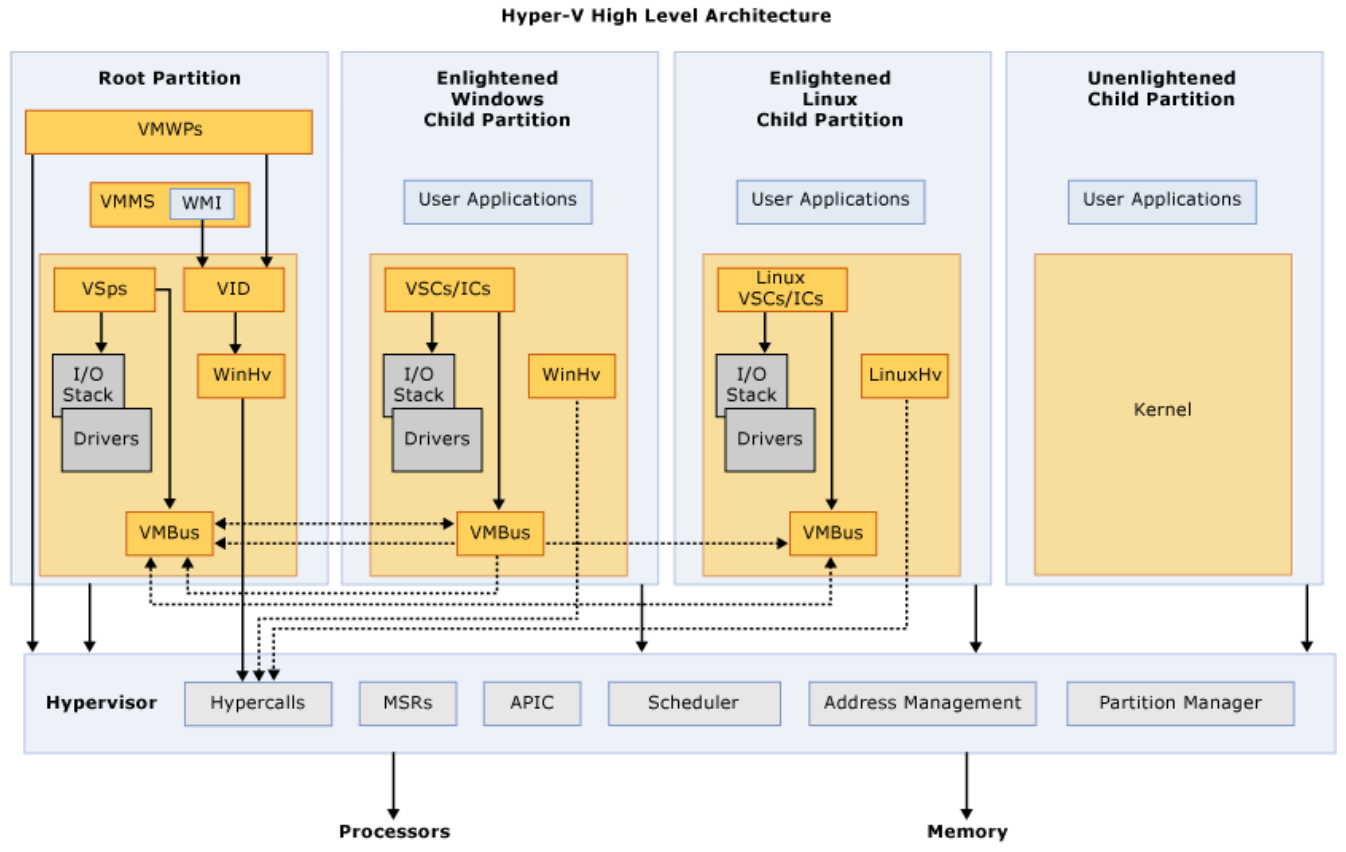 Hyper-V High Level Architecture
Root Partition
VMWPs
VMMS
WMI
VSps
VID
I/O
Stack
Drivers
WinHv
VMBus
Enlightened
Windows
Child Partition
User Applications
VSCs/ICs
I/O
Stack
Drivers
WinHv
VMBus
Enlightened
Linux
Child Partition
User Applications
Linux
VSCs/ICs
I/O
Stack
Drivers
LinuxHv
VMBus
Unenlightened
Child Partition
User Applications
Kernel
Hypervisor
Hypercalls
MSRs
APIC
Scheduler
Address Management
Partition Manager
Processors
Memory